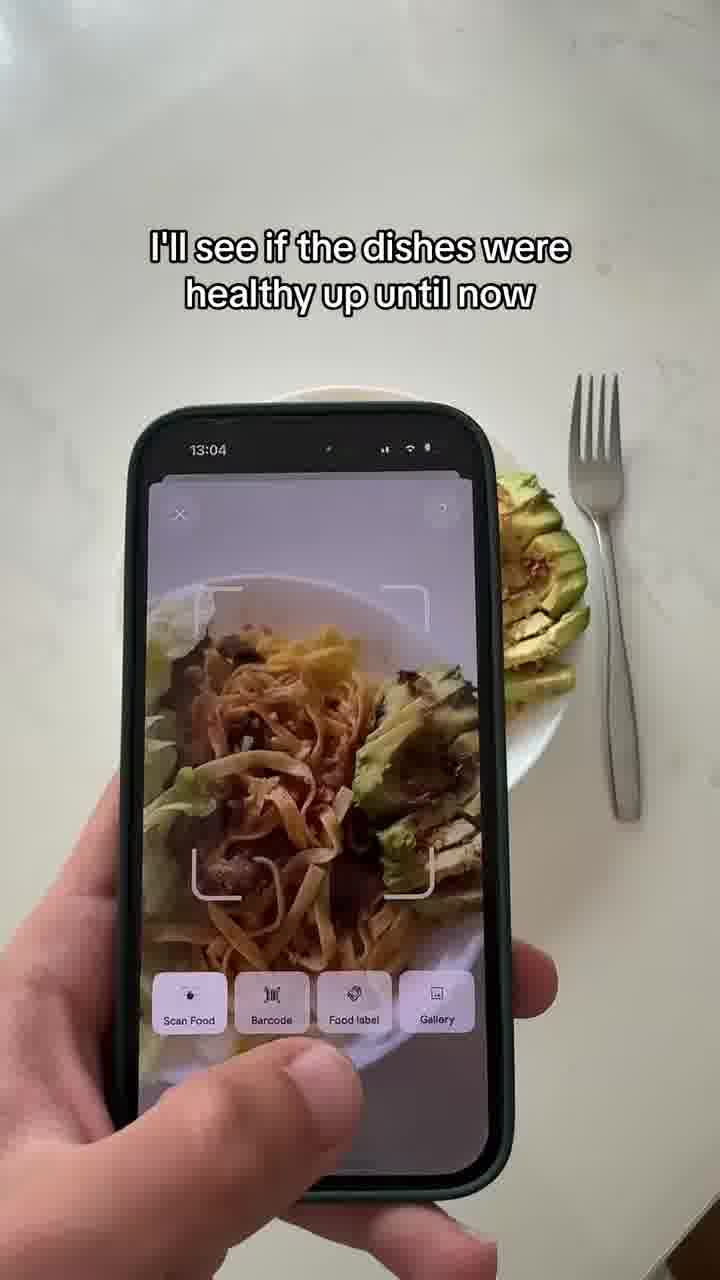 I'll see if the dishes were
healthy up until now
13:04
?
Scan Food
Barcode
Food label
Gallery